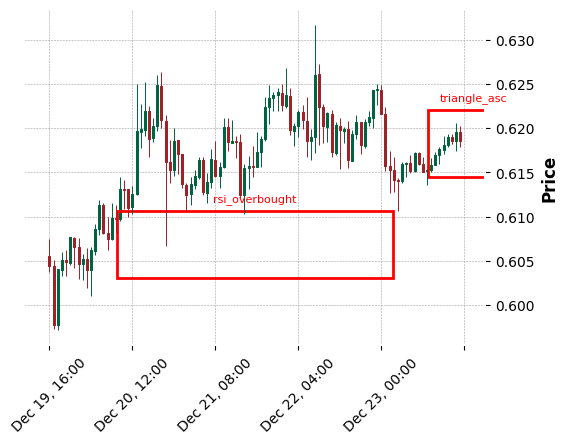 0.630
0.625
triangle_asc
0.620
0.615
Price
rsi_overbought
0.610
0.605
0.600
Dec 19, 16:00
Dec 20, 12:00
Dec 21, 08:00
Dec 22, 04:00
Dec 23, 00:00